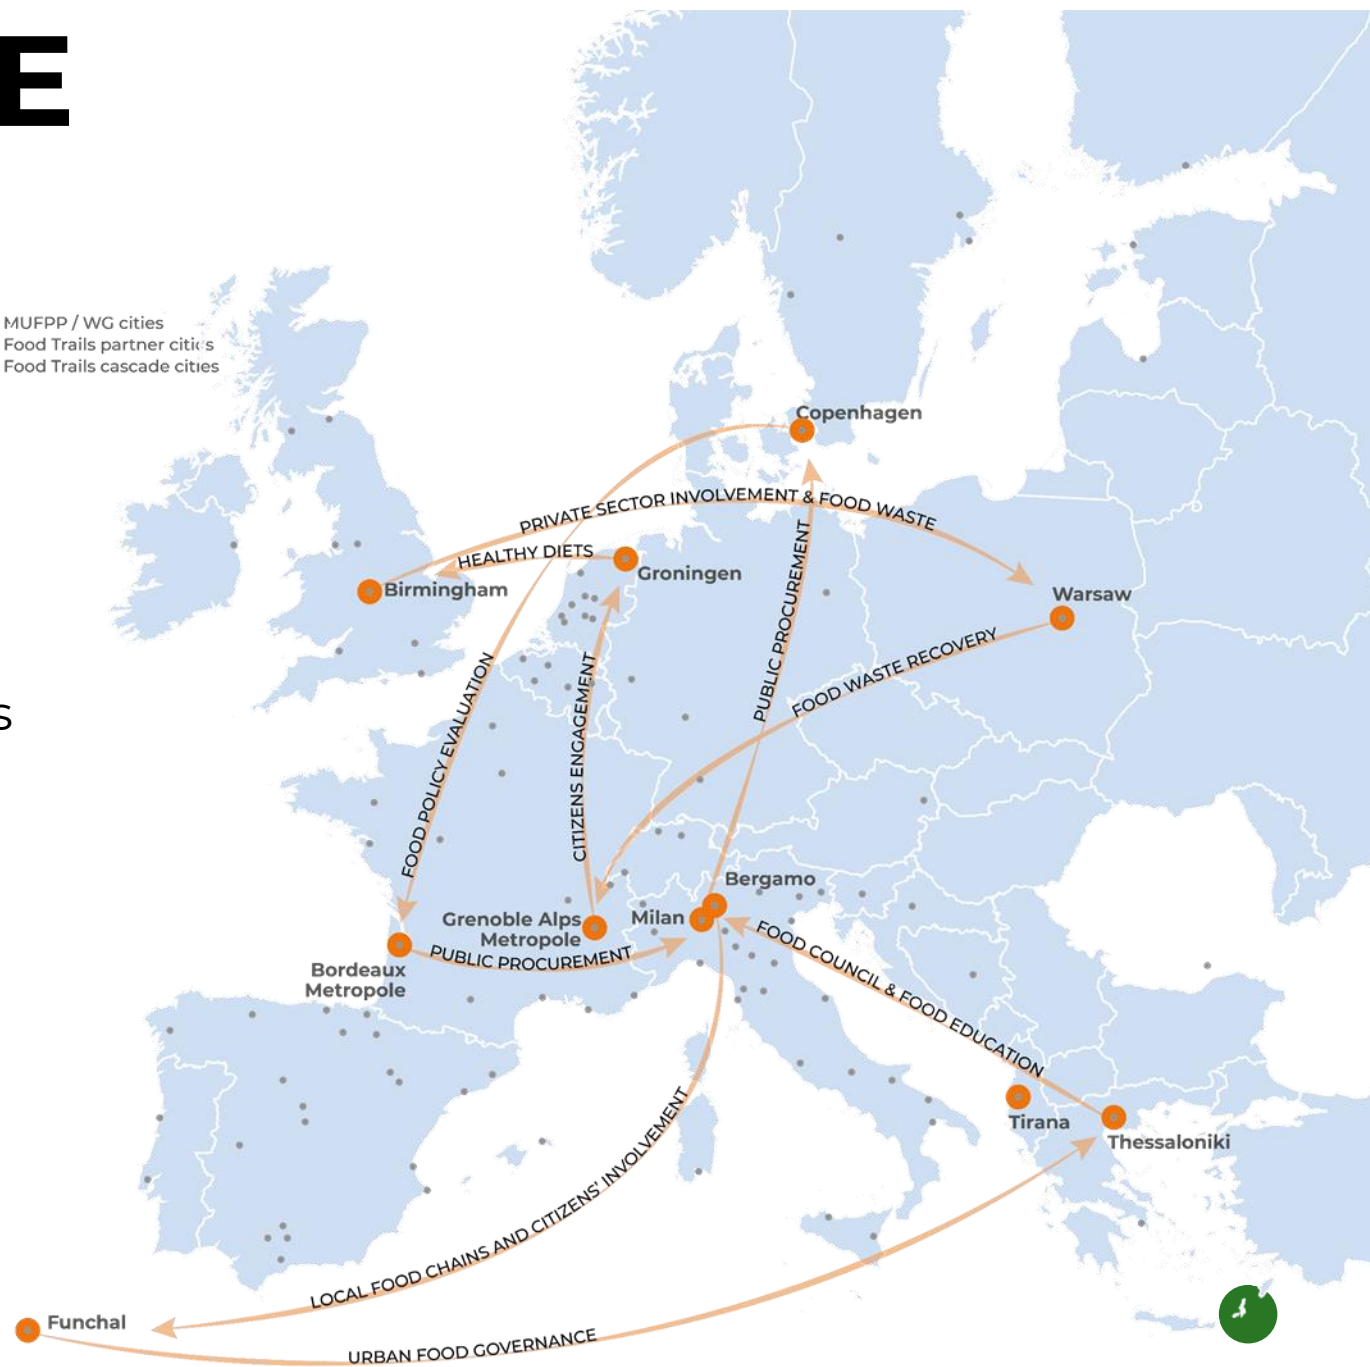 E
MUFPP / WG cities
Food Trails partner cities
Food Trails cascade cities
Copenhagen
PRIVATE SECTOR INVOLVEMENT & FOOD WASTE
HEALTHY DIETS
Groningen
Birmingham
Warsaw
PUBLIC PROCUREMENT
FOOD WASTE RECOVERY
FOOD POLICY EVALUATION
CITIZENS ENGAGEMENT
S
Bergamo
Milan
Grenoble Alps
Metropole
PUBLIC PROCUREMENT
FOOD COUNCIL & FOOD EDUCATION
Bordeaux
Metropole
Tirana
Thessaloniki
LOCAL FOOD CHAINS AND CITIZENS' INVOLVEMENT
Funchal
URBAN FOOD GOVERNANCE